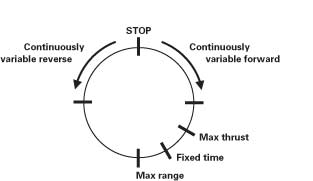 STOP
Continuously
variable reverse
Continuously
variable forward
Max thrust
Fixed time
Max range